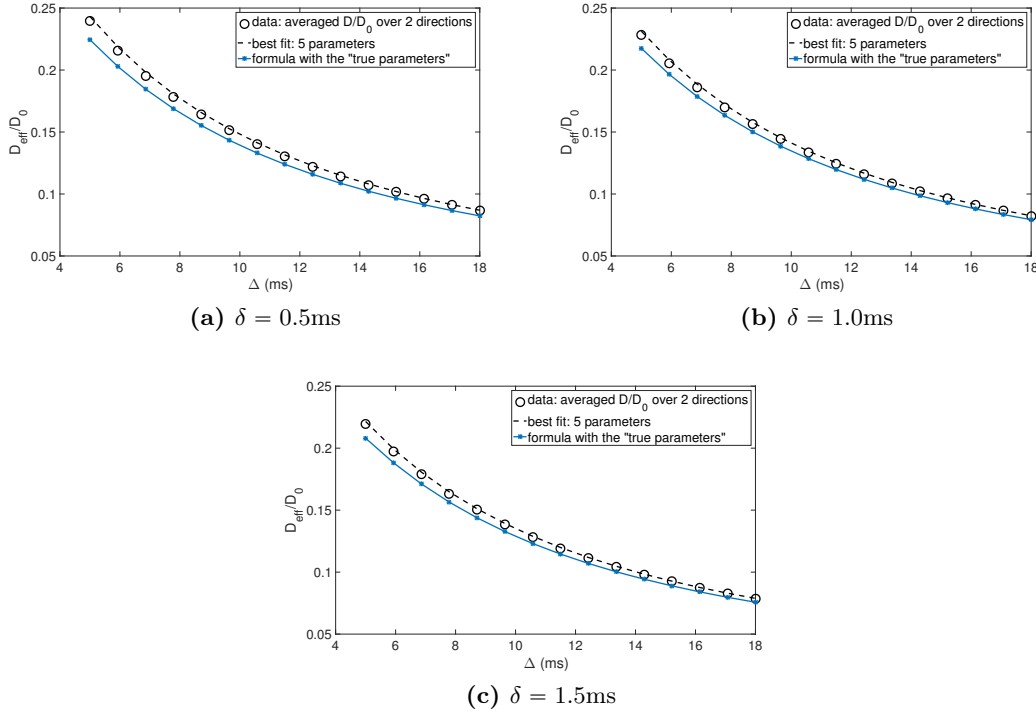 0.25
0.2
0.15
0.1
0.05
D_eff/D_0
4 6 8 10 12 14 16 18
Δ (ms)
data: averaged D/D_0 over 2 directions
best fit: 5 parameters
formula with the "true parameters"
(a) δ = 0.5ms
0.25
0.2
0.15
0.1
0.05
D_eff/D_0
4 6 8 10 12 14 16 18
Δ (ms)
data: averaged D/D_0 over 2 directions
best fit: 5 parameters
formula with the "true parameters"
(b) δ = 1.0ms
0.25
0.2
0.15
0.1
0.05
D_eff/D_0
4 6 8 10 12 14 16 18
Δ (ms)
data: averaged D/D_0 over 2 directions
best fit: 5 parameters
formula with the "true parameters"
(c) δ = 1.5ms